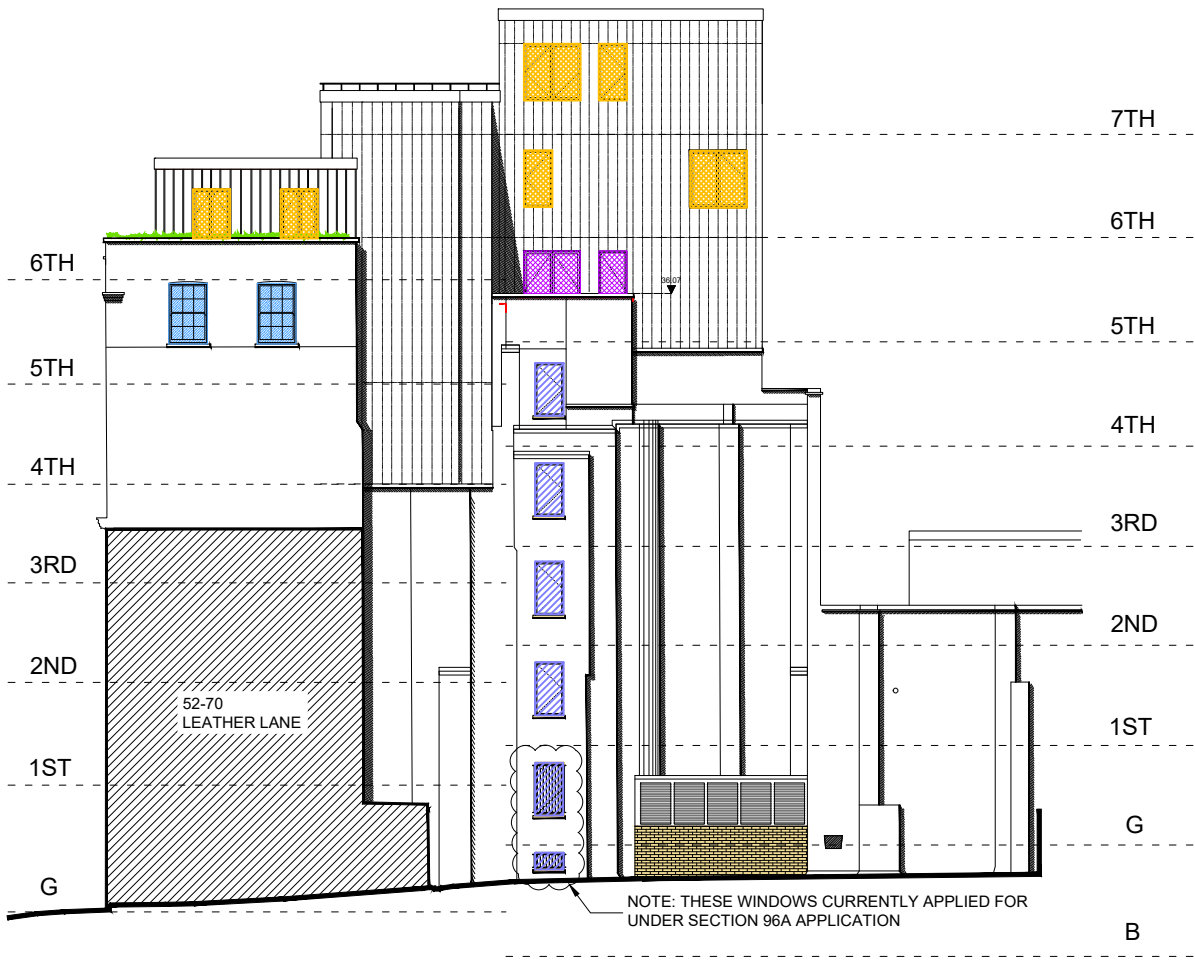 7TH
6TH
6TH
36.07
5TH
5TH
4TH
4TH
3RD
3RD
2ND
2ND
52-70
LEATHER LANE
1ST
1ST
G
G
NOTE: THESE WINDOWS CURRENTLY APPLIED FOR
UNDER SECTION 96A APPLICATION
B